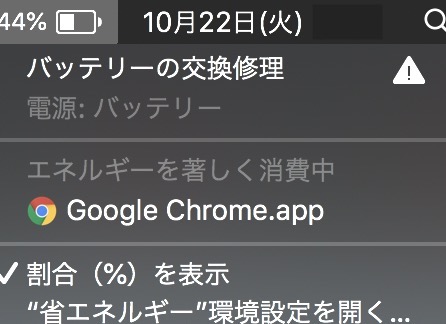 44% 10月22日(火)
バッテリーの交換修理
電源: バッテリー
エネルギーを著しく消費中
Google Chrome.app
✓ 割合（%）を表示
“省エネルギー”環境設定を開く...